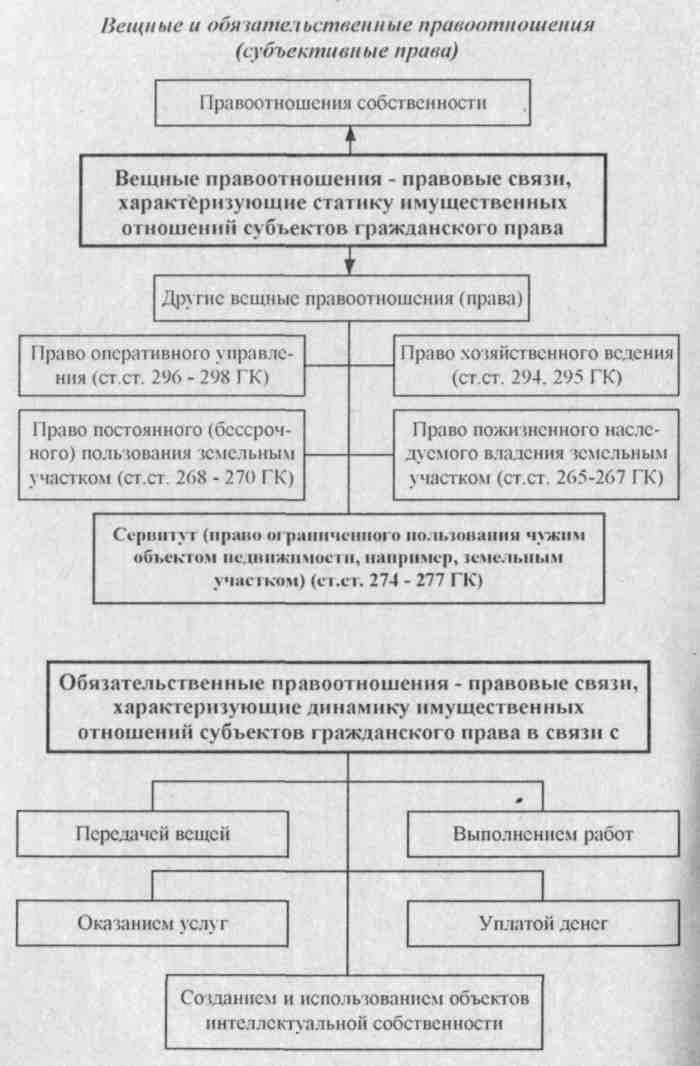 Вещные и обязательственные правоотношения
(субъективные права)
Правоотношения собственности
Вещные правоотношения - правовые связи,
характеризующие статику имущественных
отношений субъектов гражданского права
Другие вещные правоотношения (права)
Право оперативного управле-
ния (ст.ст. 296 - 298 ГК)
Право хозяйственного ведения
(ст.ст. 294, 295 ГК)
Право постоянного (бессроч-
ного) пользования земельным
участком (ст.ст. 268 - 270 ГК)
Право пожизненного насле-
дуемого владения земельным
участком (ст.ст. 265-267 ГК)
Сервитут (право ограниченного пользования чужим
объектом недвижимости, например, земельным
участком) (ст.ст. 274 - 277 ГК)
Обязательственные правоотношения - правовые связи,
характеризующие динамику имущественных
отношений субъектов гражданского права в связи с
Передачей вещей
Выполнением работ
Оказанием услуг
Уплатой денег
Созданием и использованием объектов
интеллектуальной собственности